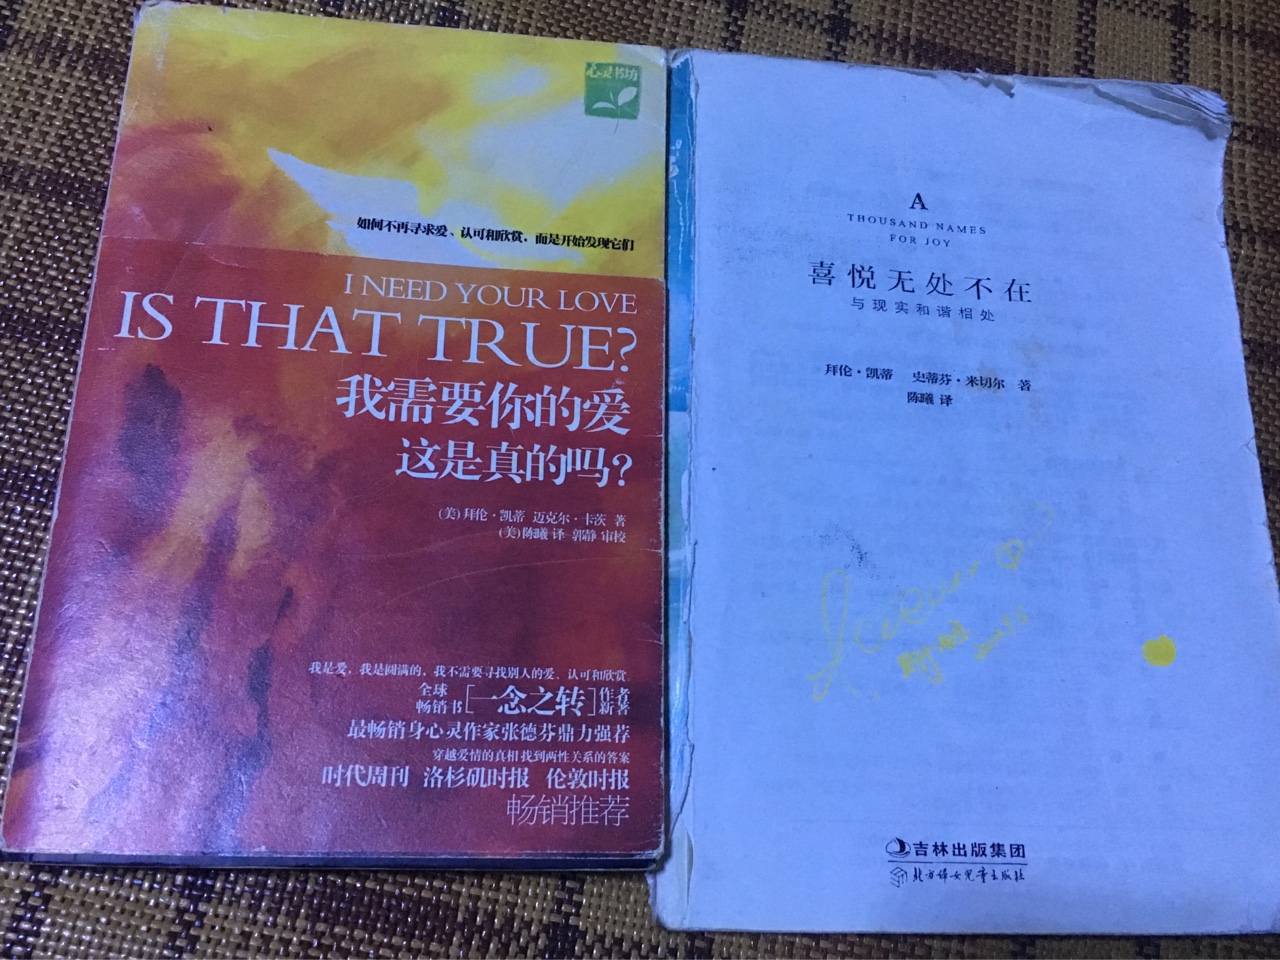 心灵书坊
如何不再寻求爱、认可和欣赏，而是开始发现它们
I NEED YOUR LOVE
IS THAT TRUE?
我需要你的爱
这是真的吗?
(美)拜伦·凯蒂 迈克尔·卡茨 著
(美)陈曦 译 郭静 审校
我是爱，我是圆满的，我不需要寻找别人的爱、认可和欣赏.
全球
畅销书[一念之转]作者
新著
最畅销身心灵作家张德芬鼎力强荐
穿越爱情的真相 找到两性关系的答案
时代周刊 洛杉矶时报 伦敦时报
畅销推荐
A
THOUSAND NAMES
FOR JOY
喜悦无处不在
与现实和谐相处
拜伦·凯蒂 史蒂芬·米切尔 著
陈曦 译
吉林出版集团
北方妇女儿童出版社